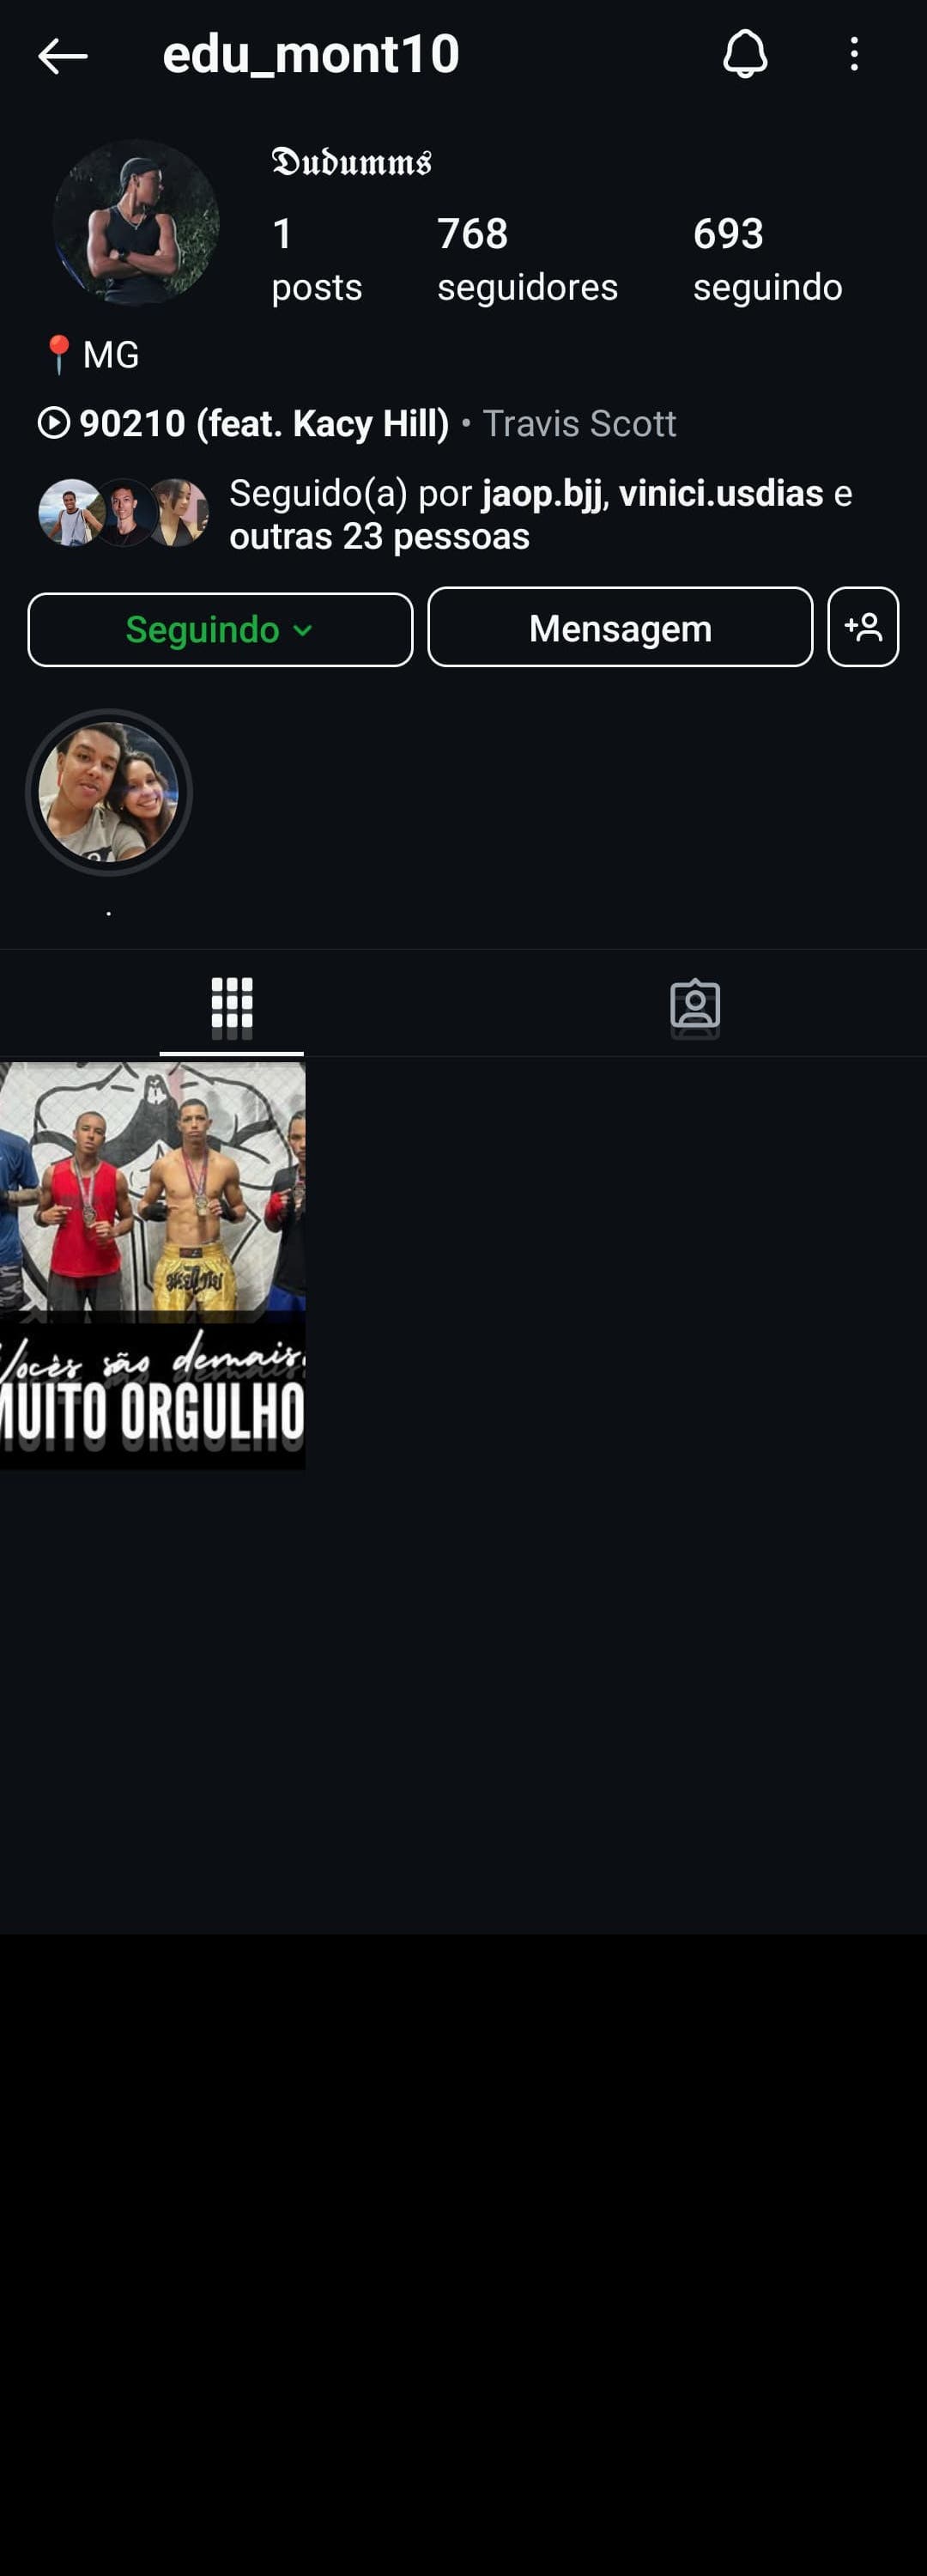 edu_mont10
𝕯𝖚𝖉𝖚𝖒𝖒𝖘
1 768 693
posts seguidores seguindo
📍MG
90210 (feat. Kacy Hill) • Travis Scott
Seguido(a) por jaop.bjj, vinici.usdias e
outras 23 pessoas
Seguindo Mensagem
.
Vocês são demais.
MUITO ORGULHO